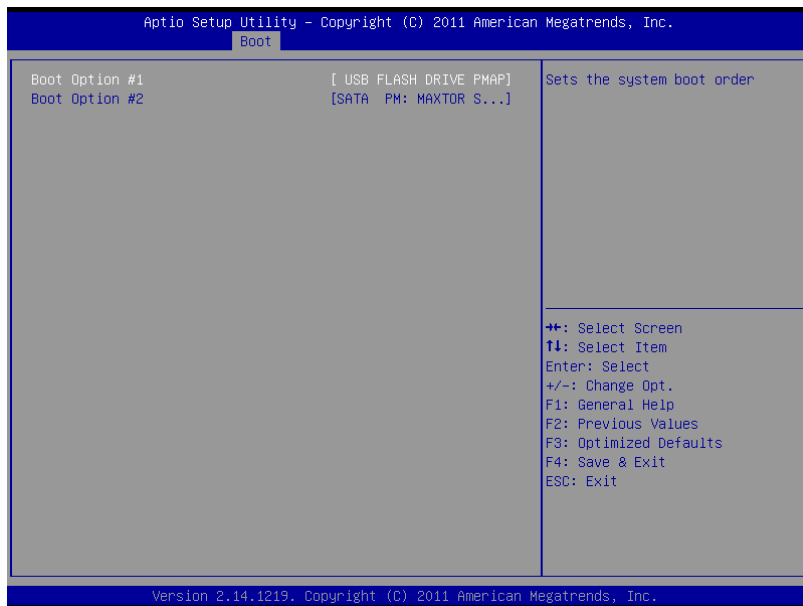 Aptio Setup Utility – Copyright (C) 2011 American Megatrends, Inc.
Boot
Boot Option #1 [ USB FLASH DRIVE PMAP]
Boot Option #2 [SATA PM: MAXTOR S...]
Sets the system boot order
→←: Select Screen
↑↓: Select Item
Enter: Select
+/-: Change Opt.
F1: General Help
F2: Previous Values
F3: Optimized Defaults
F4: Save & Exit
ESC: Exit
Version 2.14.1219. Copyright (C) 2011 American Megatrends, Inc.